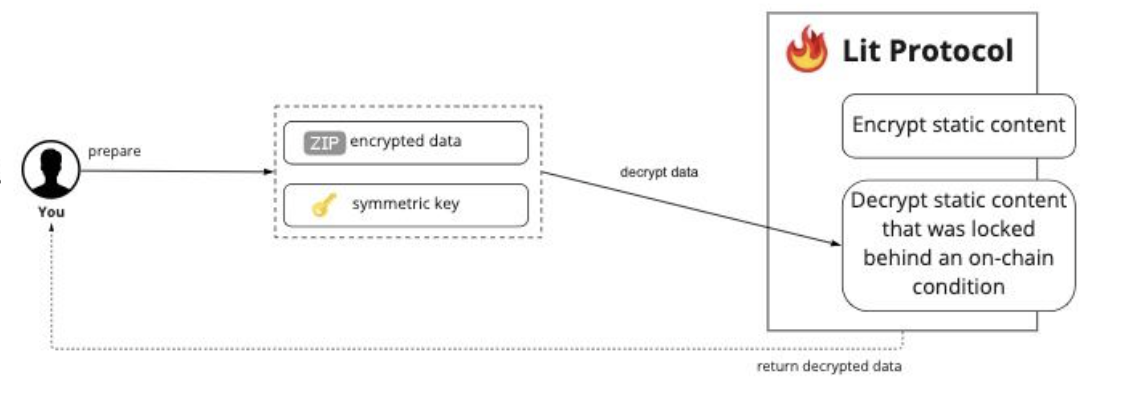 Lit Protocol
Encrypt static content
prepare
ZIP encrypted data
decrypt data
symmetric key
You
Decrypt static content
that was locked
behind an on-chain
condition
return decrypted data